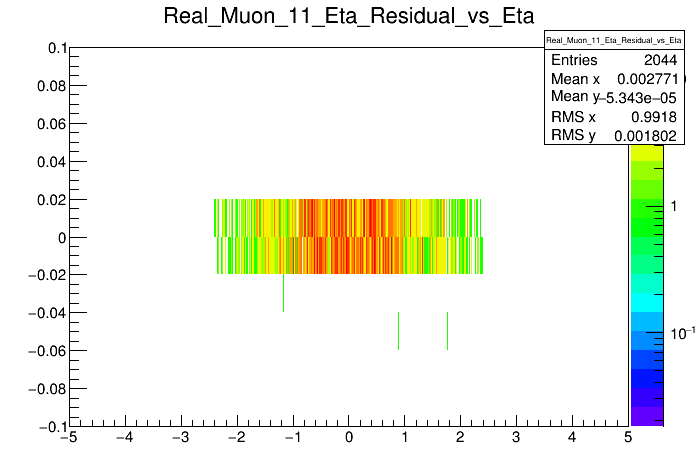 Real_Muon_11_Eta_Residual_vs_Eta
Real_Muon_11_Eta_Residual_vs_Eta
Entries 2044
Mean x 0.002771
Mean y −5.343e−05
RMS x 0.9918
RMS y 0.001802
0.1
0.08
0.06
0.04
0.02
0
−0.02
−0.04
−0.06
−0.08
−0.1
−5 −4 −3 −2 −1 0 1 2 3 4 5
1
10⁻¹